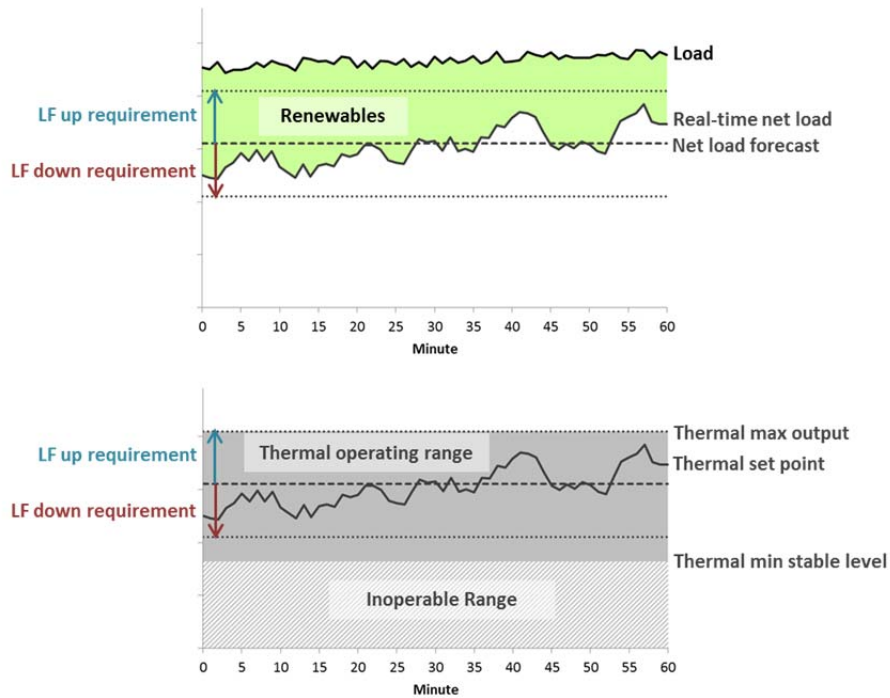 Load
LF up requirement
Renewables
Real-time net load
Net load forecast
LF down requirement
0 5 10 15 20 25 30 35 40 45 50 55 60
Minute
Thermal max output
LF up requirement
Thermal operating range
Thermal set point
LF down requirement
Thermal min stable level
Inoperable Range
0 5 10 15 20 25 30 35 40 45 50 55 60
Minute